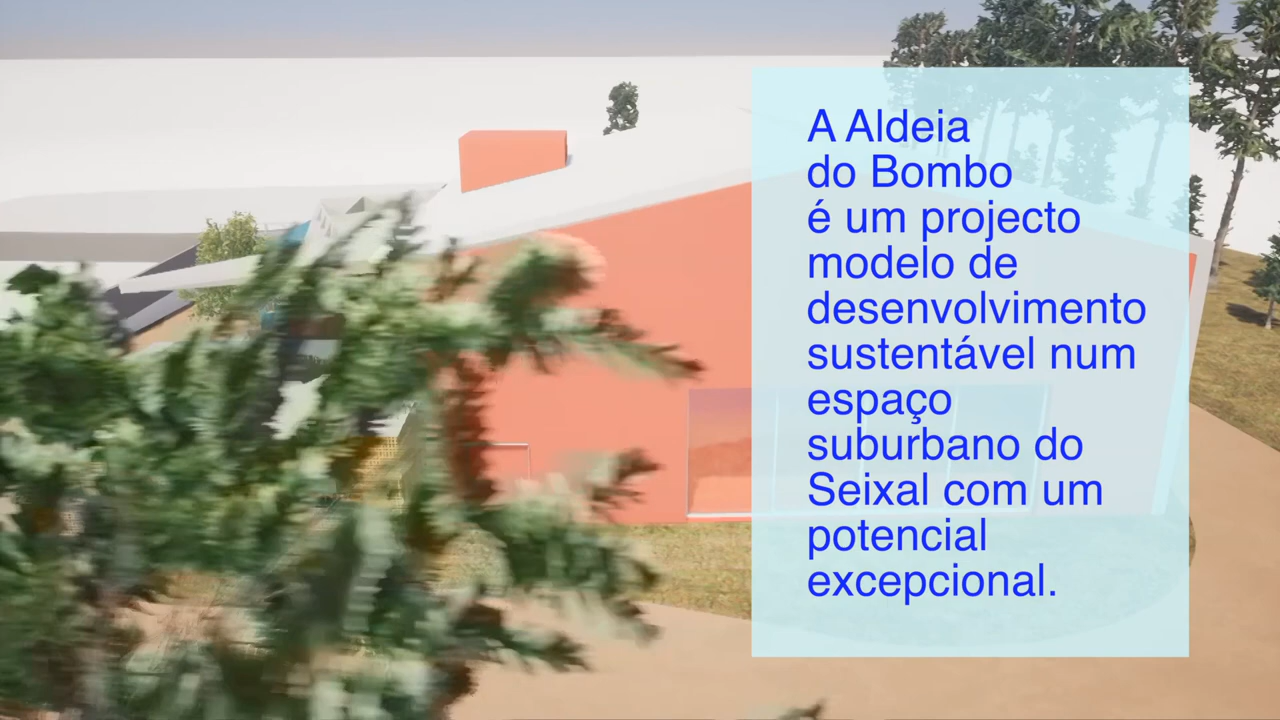 A Aldeia
do Bombo
é um projecto
modelo de
desenvolvimento
sustentável num
espaço
suburbano do
Seixal com um
potencial
excepcional.